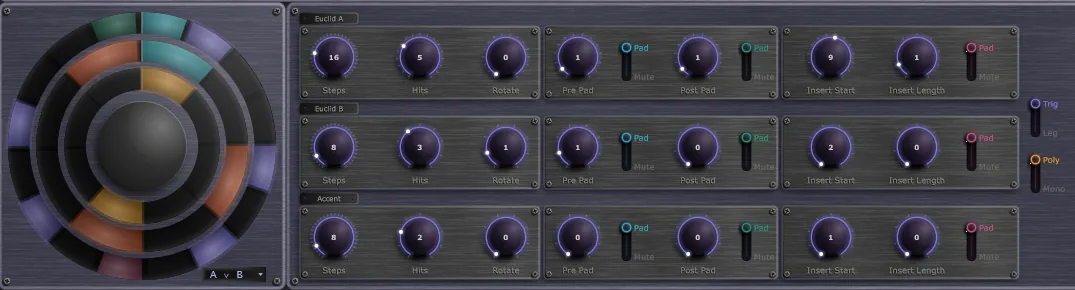 Euclid A
16 5 0 1 Pad 1 Pad 9 1 Pad
Mute Mute Mute
Steps Hits Rotate Pre Pad Post Pad Insert Start Insert Length
Euclid B
Trig
8 3 1 1 Pad 0 Pad 2 0 Pad
Leg
Mute Mute Mute
Poly
Steps Hits Rotate Pre Pad Post Pad Insert Start Insert Length
Mono
Accent
8 2 0 0 Pad 0 Pad 1 0 Pad
Mute Mute Mute
Steps Hits Rotate Pre Pad Post Pad Insert Start Insert Length
A v B